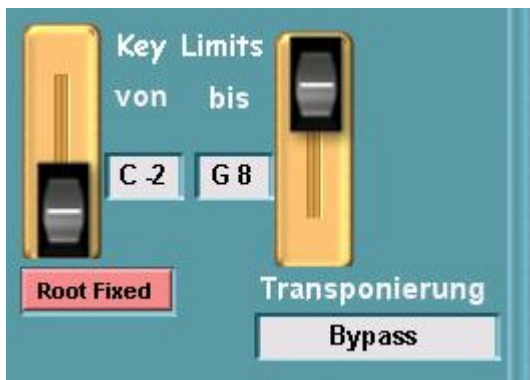 Key Limits
von bis
C -2 G 8
Root Fixed
Transponierung
Bypass